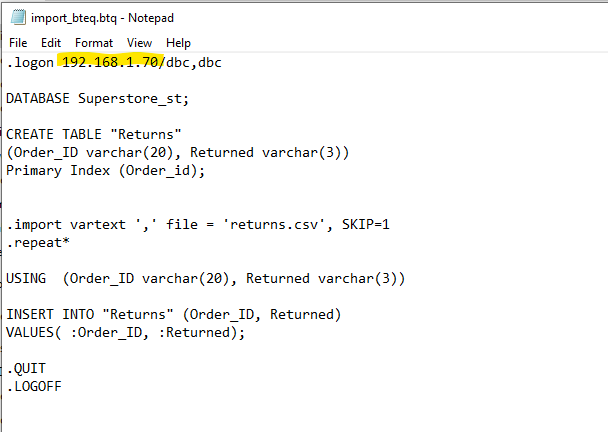 import_bteq.btq - Notepad
File Edit Format View Help
.logon 192.168.1.70/dbc,dbc
DATABASE Superstore_st;
CREATE TABLE "Returns"
(Order_ID varchar(20), Returned varchar(3))
Primary Index (Order_id);
.import vartext ',' file = 'returns.csv', SKIP=1
.repeat*
USING  (Order_ID varchar(20), Returned varchar(3))
INSERT INTO "Returns" (Order_ID, Returned)
VALUES( :Order_ID, :Returned);
.QUIT
.LOGOFF